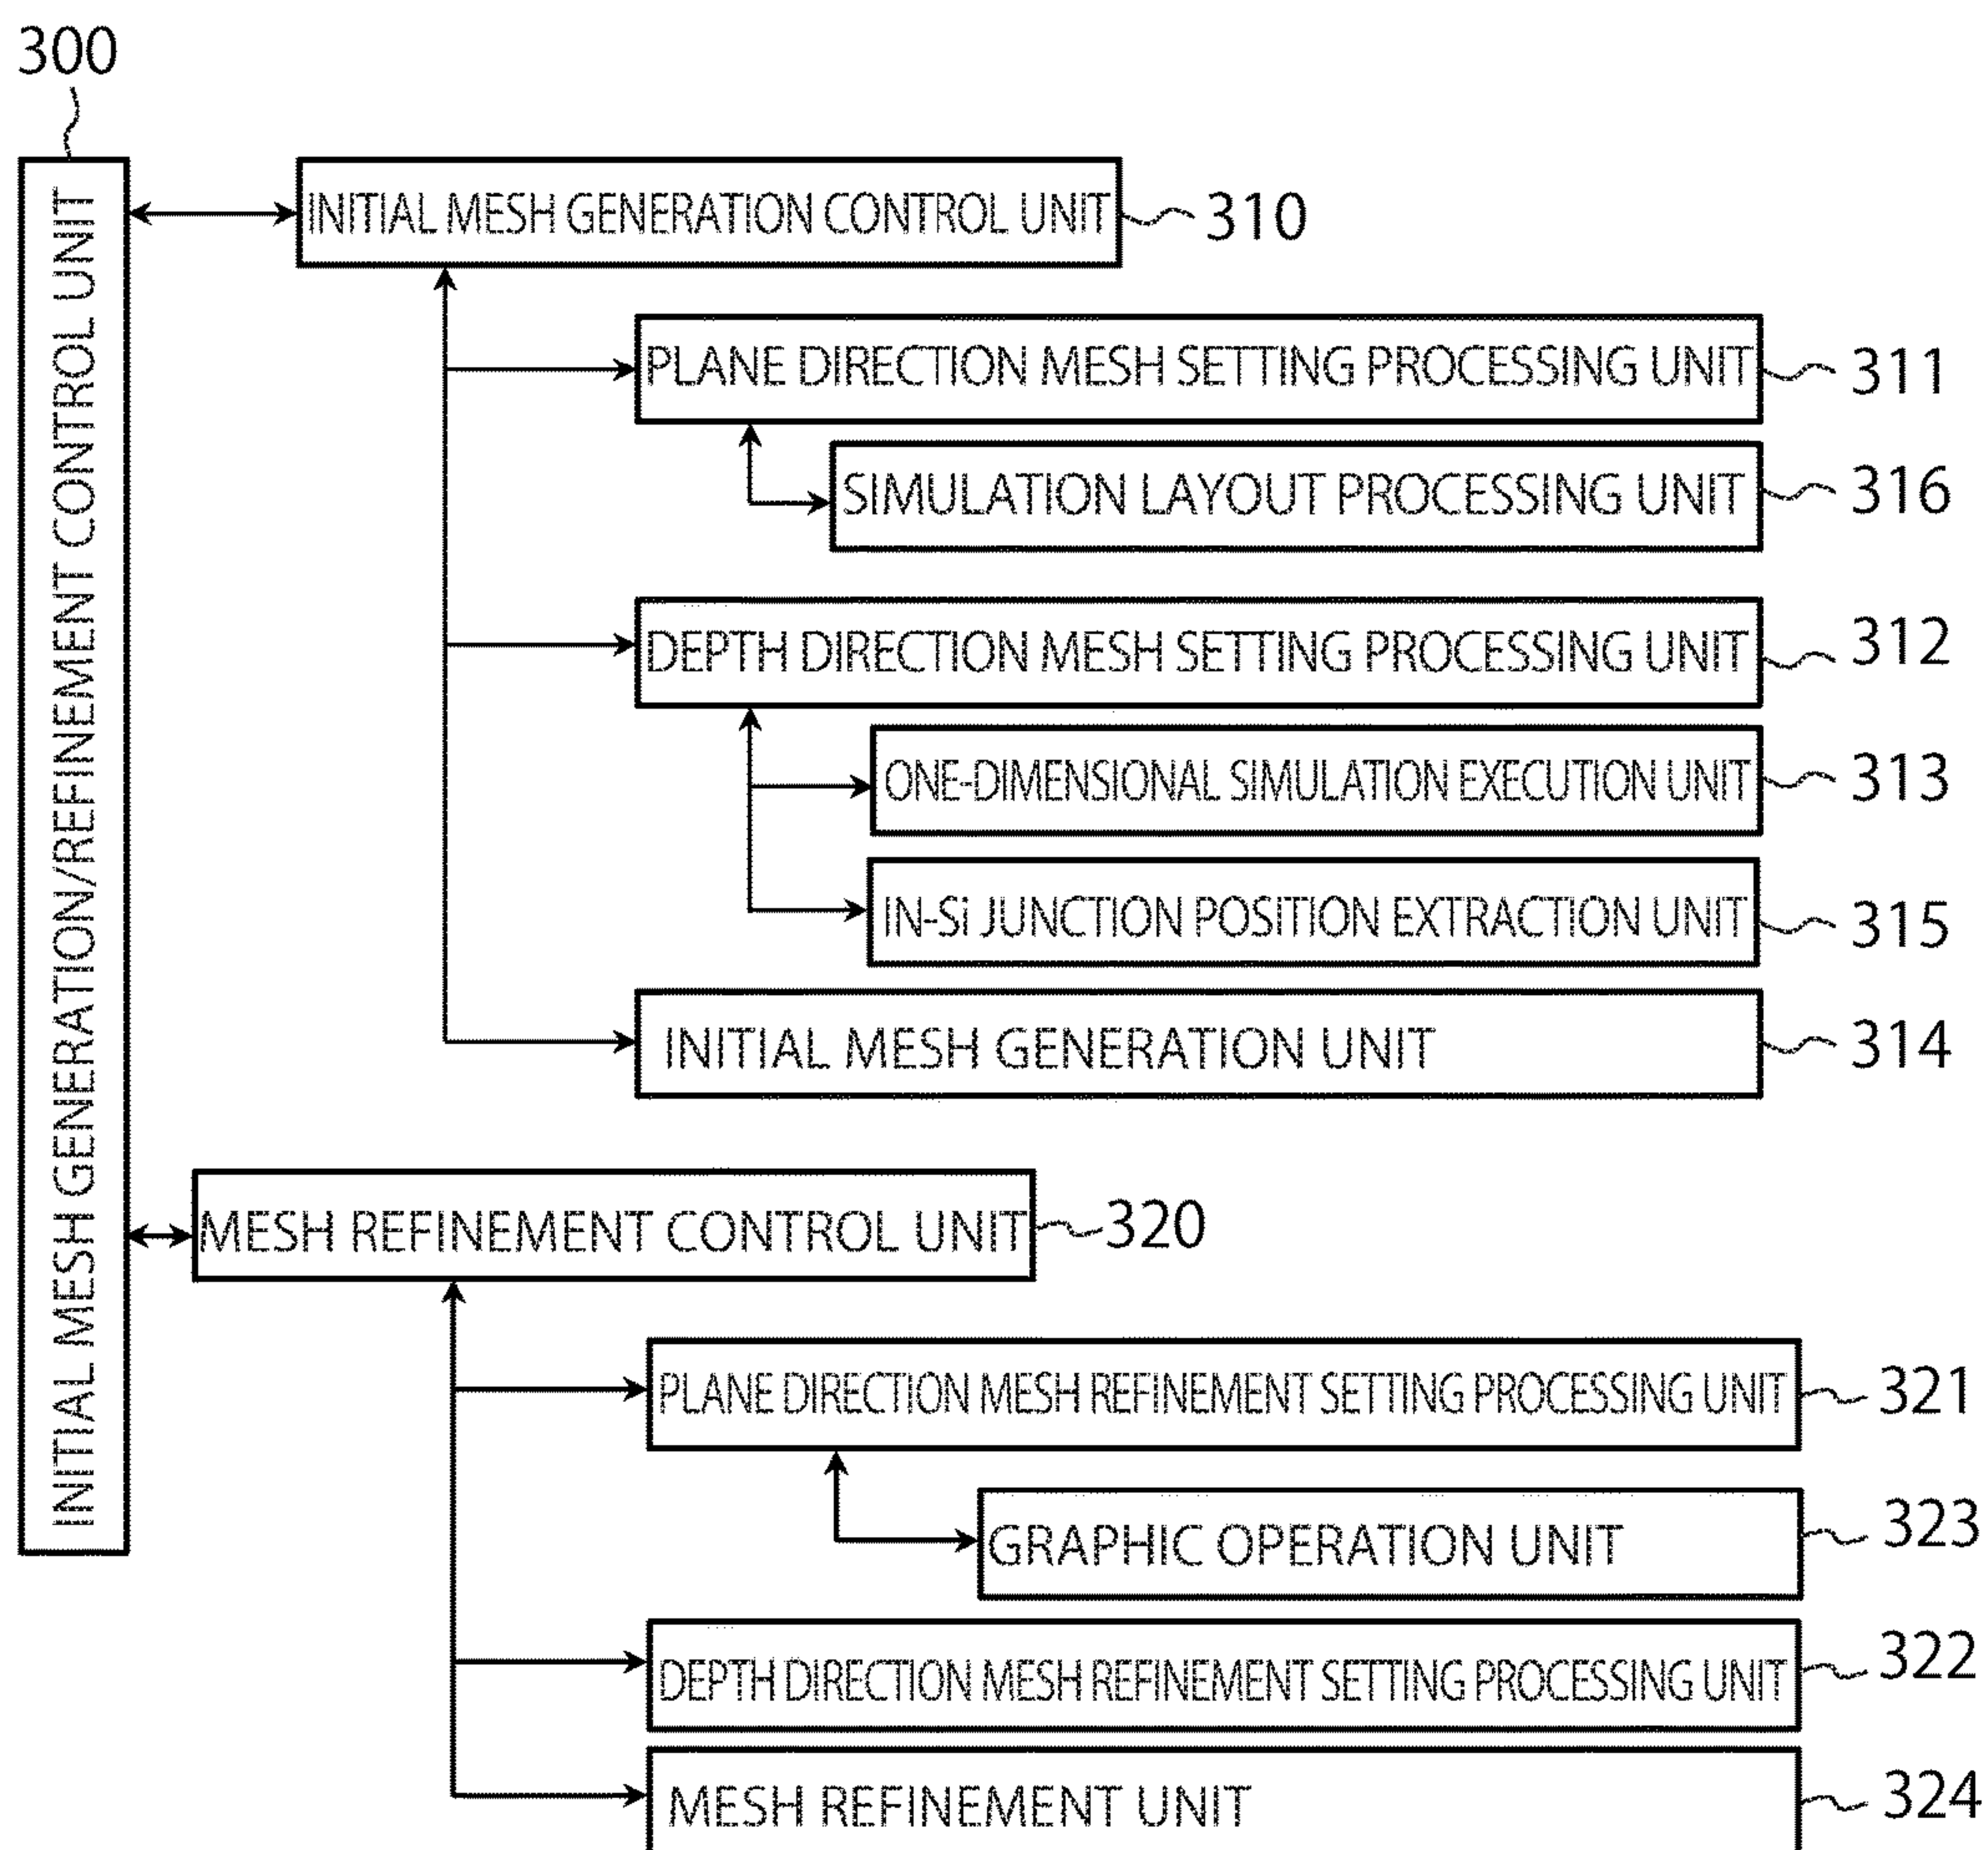 300
INITIAL MESH GENERATION/REFINEMENT CONTROL UNIT
INITIAL MESH GENERATION CONTROL UNIT
310
PLANE DIRECTION MESH SETTING PROCESSING UNIT
311
SIMULATION LAYOUT PROCESSING UNIT
316
DEPTH DIRECTION MESH SETTING PROCESSING UNIT
312
ONE-DIMENSIONAL SIMULATION EXECUTION UNIT
313
IN-Si JUNCTION POSITION EXTRACTION UNIT
315
INITIAL MESH GENERATION UNIT
314
MESH REFINEMENT CONTROL UNIT
320
PLANE DIRECTION MESH REFINEMENT SETTING PROCESSING UNIT
321
GRAPHIC OPERATION UNIT
323
DEPTH DIRECTION MESH REFINEMENT SETTING PROCESSING UNIT
322
MESH REFINEMENT UNIT
324